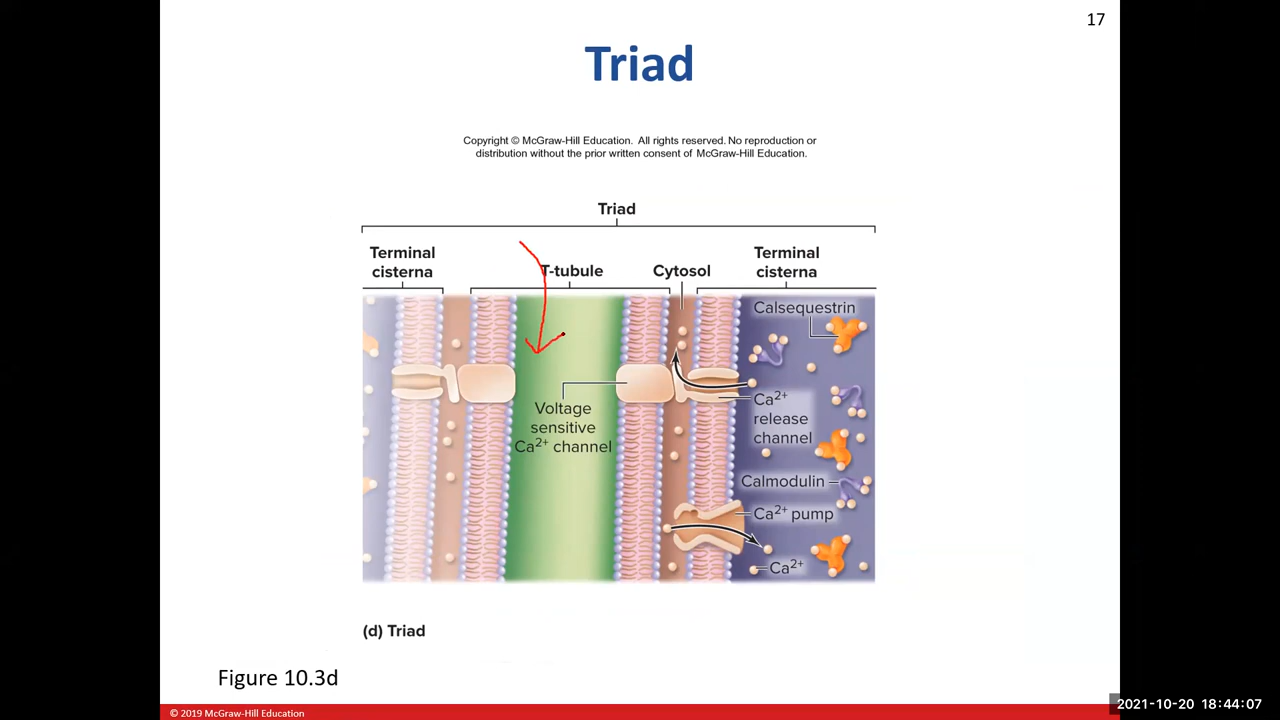 17
Triad
Copyright © McGraw-Hill Education. All rights reserved. No reproduction or
distribution without the prior written consent of McGraw-Hill Education.
Triad
Terminal
cisterna
T-tubule
Cytosol
Terminal
cisterna
Calsequestrin
Voltage
sensitive
Ca²⁺ channel
Ca²⁺
release
channel
Calmodulin
Ca²⁺ pump
Ca²⁺
(d) Triad
Figure 10.3d
© 2019 McGraw-Hill Education
2021-10-20 18:44:07